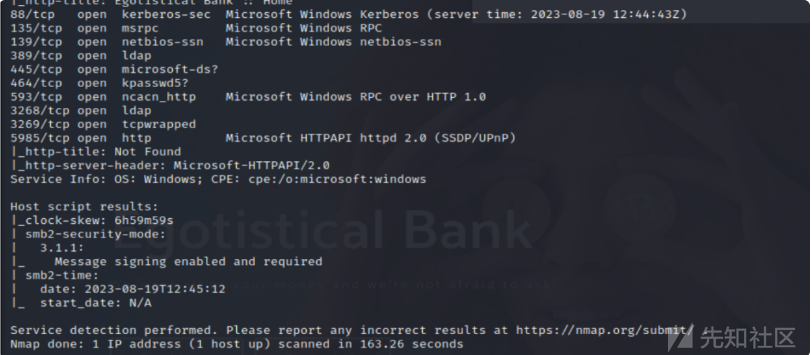 |_http-title: Egotistical Bank :: Home
88/tcp   open  kerberos-sec  Microsoft Windows Kerberos (server time: 2023-08-19 12:44:43Z)
135/tcp  open  msrpc         Microsoft Windows RPC
139/tcp  open  netbios-ssn   Microsoft Windows netbios-ssn
389/tcp  open  ldap
445/tcp  open  microsoft-ds?
464/tcp  open  kpasswd5?
593/tcp  open  ncacn_http    Microsoft Windows RPC over HTTP 1.0
3268/tcp open  ldap
3269/tcp open  tcpwrapped
5985/tcp open  http          Microsoft HTTPAPI httpd 2.0 (SSDP/UPnP)
|_http-title: Not Found
|_http-server-header: Microsoft-HTTPAPI/2.0
Service Info: OS: Windows; CPE: cpe:/o:microsoft:windows
Host script results:
|_clock-skew: 6h59m59s
| smb2-security-mode:
|   3.1.1:
|_    Message signing enabled and required
| smb2-time:
|   date: 2023-08-19T12:45:12
|_  start_date: N/A
Egotistical Bank
and we're not afraid to
Service detection performed. Please report any incorrect results at https://nmap.org/submit/ .
Nmap done: 1 IP address (1 host up) scanned in 163.26 seconds
先知社区